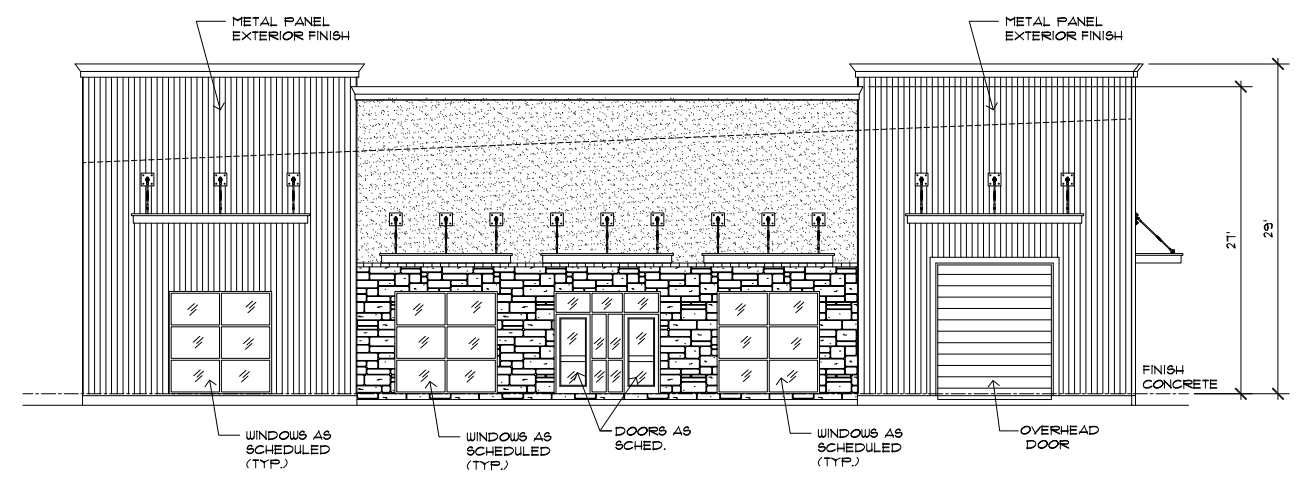 METAL PANEL
EXTERIOR FINISH
METAL PANEL
EXTERIOR FINISH
27'
29'
FINISH
CONCRETE
WINDOWS AS
SCHEDULED
(TYP.)
WINDOWS AS
SCHEDULED
(TYP.)
DOORS AS
SCHED.
WINDOWS AS
SCHEDULED
(TYP.)
OVERHEAD
DOOR